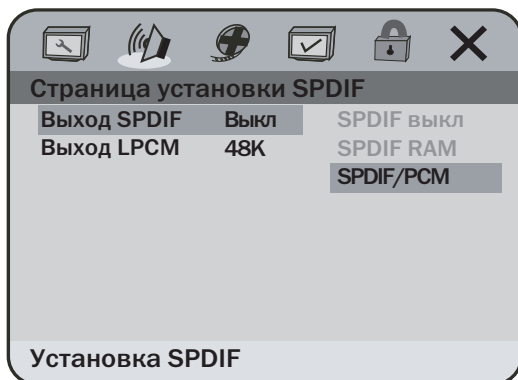 Страница установки SPDIF
Выход SPDIF Выкл SPDIF выкл
Выход LPCM 48K SPDIF RAM
SPDIF/PCM
Установка SPDIF